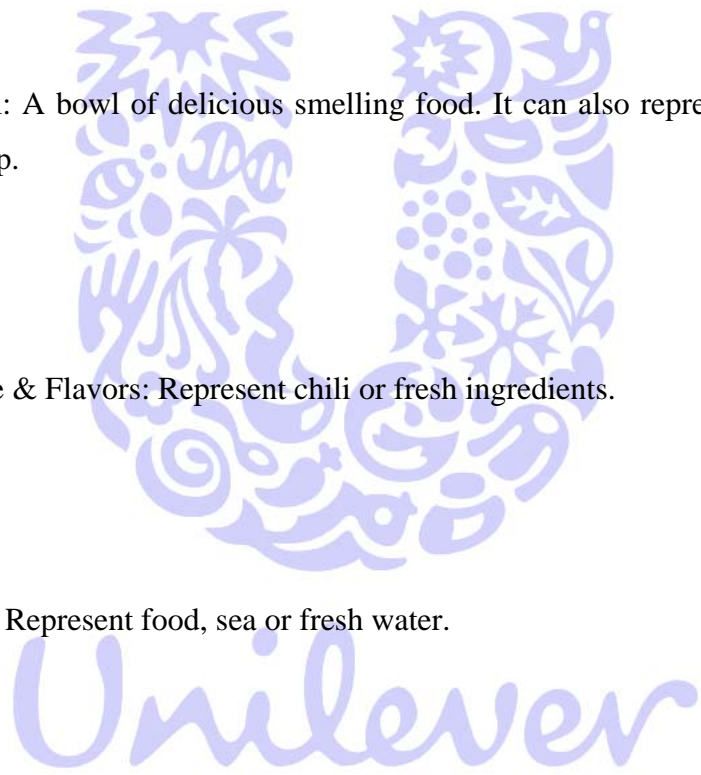 : A bowl of delicious smelling food. It can also repre
p.
e & Flavors: Represent chili or fresh ingredients.
Represent food, sea or fresh water.
Unilever